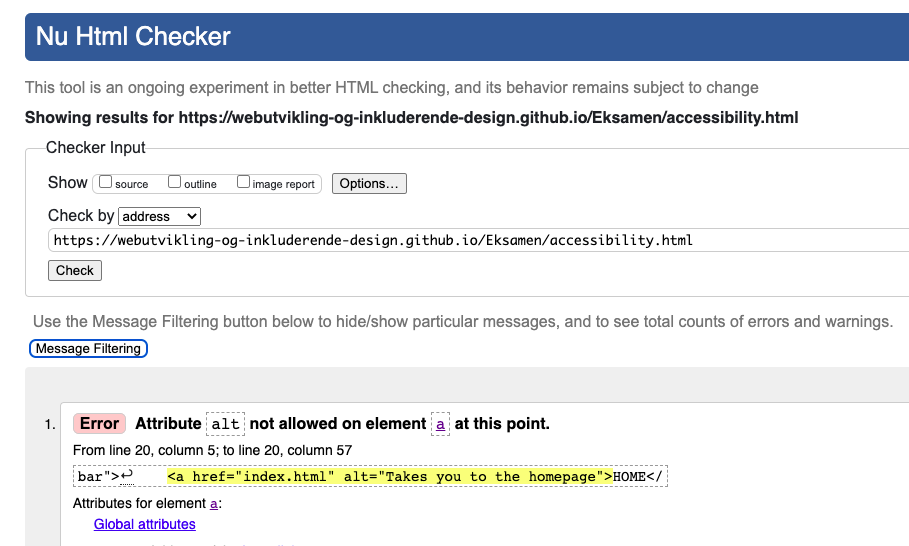 Nu Html Checker
This tool is an ongoing experiment in better HTML checking, and its behavior remains subject to change
Showing results for https://webutvikling-og-inkluderende-design.github.io/Eksamen/accessibility.html
Checker Input
Show source outline image report Options...
Check by address
https://webutvikling-og-inkluderende-design.github.io/Eksamen/accessibility.html
Check
Use the Message Filtering button below to hide/show particular messages, and to see total counts of errors and warnings.
Message Filtering
1. Error Attribute alt not allowed on element a at this point.
From line 20, column 5; to line 20, column 57
bar">↩ <a href="index.html" alt="Takes you to the homepage">HOME</
Attributes for element a:
Global attributes